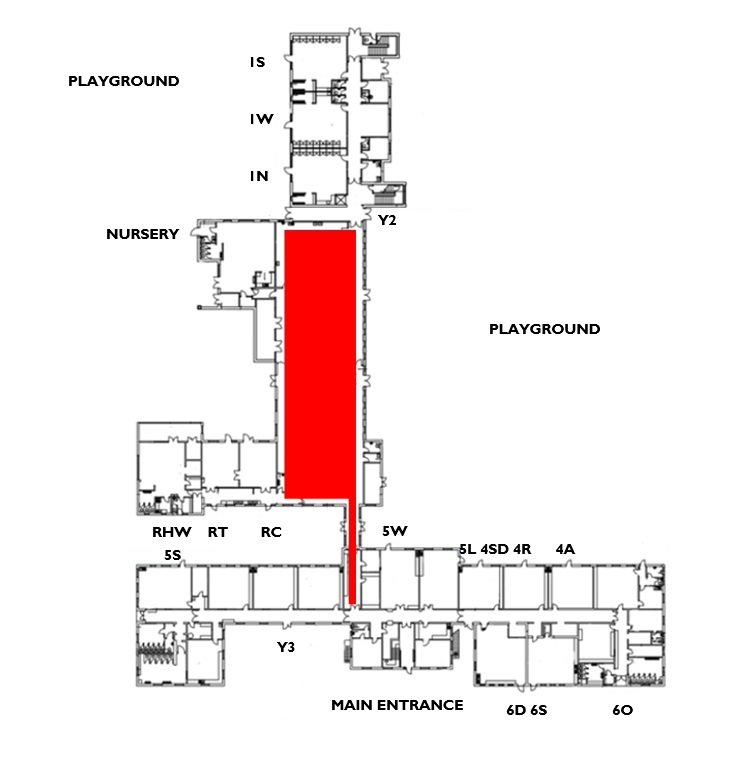 1S
PLAYGROUND
1W
1N
Y2
NURSERY
PLAYGROUND
5W
RHW RT RC
5S
5L 4SD 4R 4A
Y3
MAIN ENTRANCE
6D 6S 6O